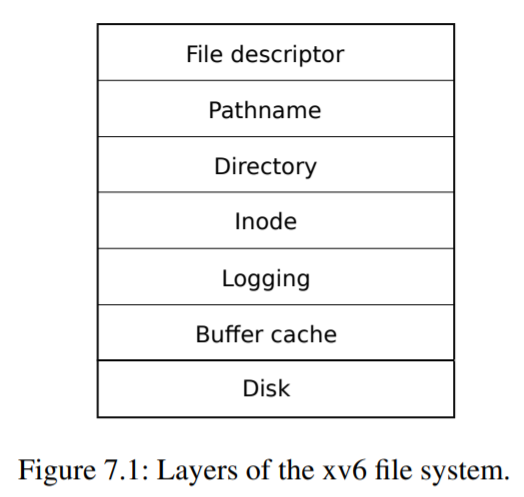 File descriptor
Pathname
Directory
Inode
Logging
Buffer cache
Disk
Figure 7.1: Layers of the xv6 file system.